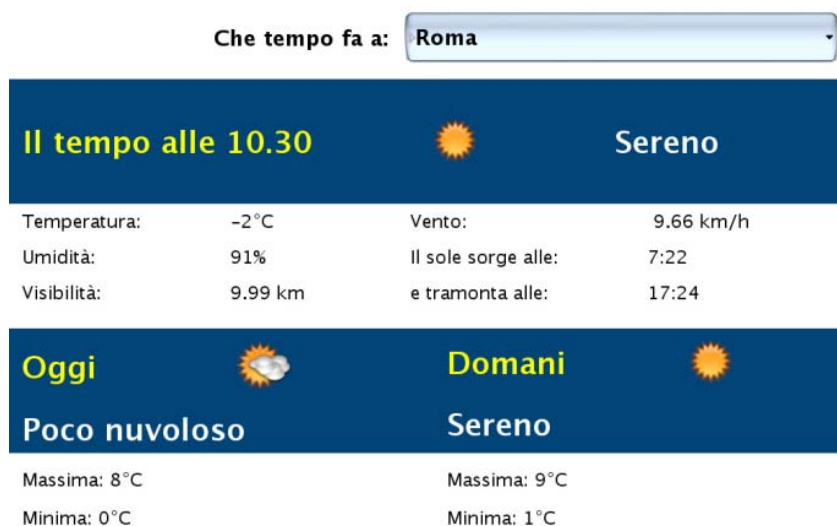 Che tempo fa a: Roma
Il tempo alle 10.30 Sereno
Temperatura: -2°C Vento: 9.66 km/h
Umidità: 91% Il sole sorge alle: 7:22
Visibilità: 9.99 km e tramonta alle: 17:24
Oggi Domani
Poco nuvoloso Sereno
Massima: 8°C Massima: 9°C
Minima: 0°C Minima: 1°C